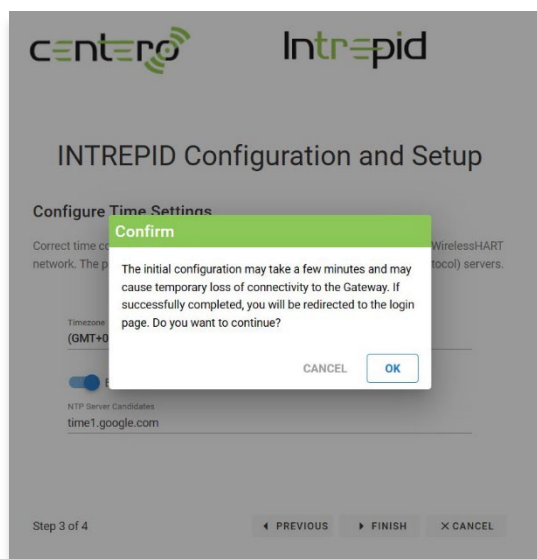 centero Intrepid
INTREPID Configuration and Setup
Configure Time Settings
Confirm
Correct time WirelessHART
network. The tocol) servers.
The initial configuration may take a few minutes and may
cause temporary loss of connectivity to the Gateway. If
successfully completed, you will be redirected to the login
page. Do you want to continue?
CANCEL OK
Timezone
(GMT+0
NTP Server Candidates
time1.google.com
Step 3 of 4 PREVIOUS FINISH CANCEL